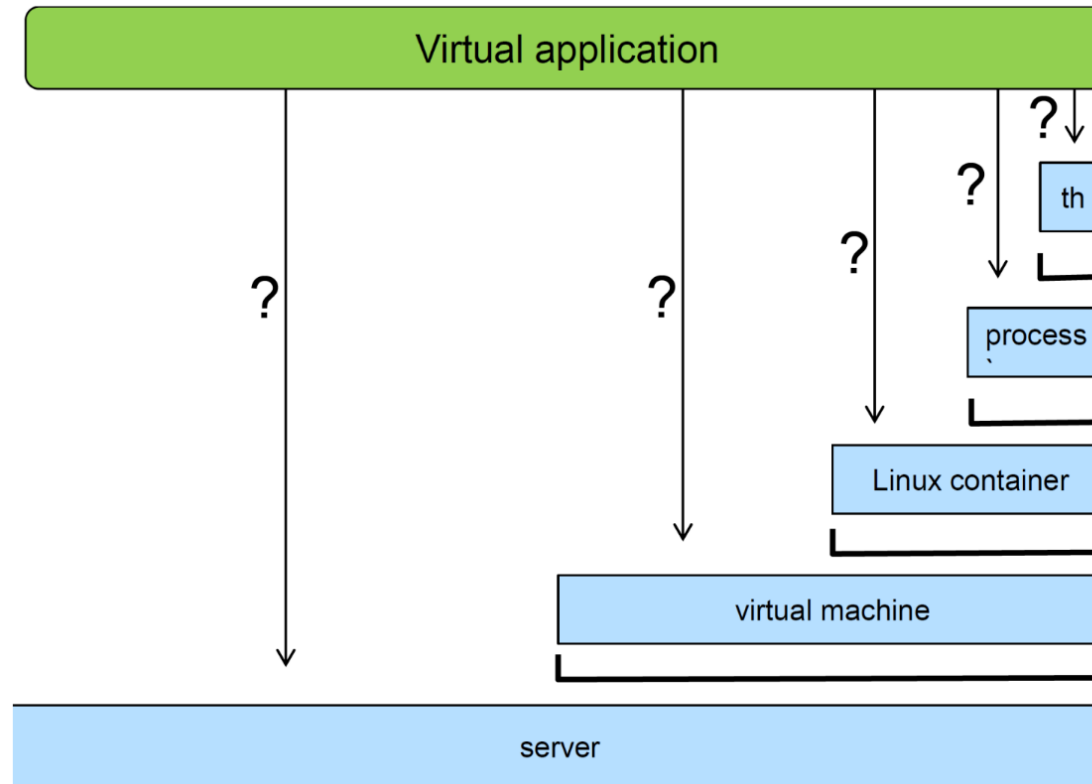 Virtual application
?
th
?
?
?
?
process
`
Linux container
virtual machine
server